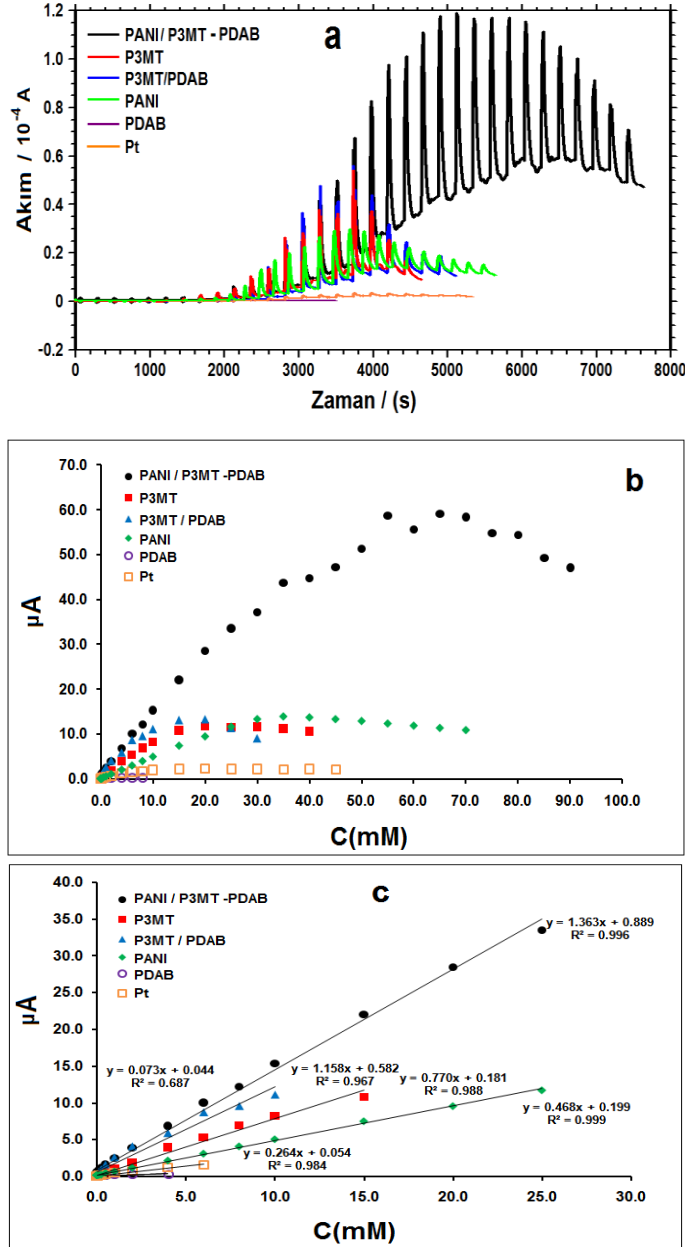 a
1.2
1.0
0.8
0.6
0.4
0.2
0
-0.2
Akım / 10⁻⁴ A
PANI/ P3MT - PDAB
P3MT
P3MT/PDAB
PANI
PDAB
Pt
0 1000 2000 3000 4000 5000 6000 7000 8000
Zaman / (s)
b
70.0
60.0
50.0
40.0
30.0
20.0
10.0
0.0
µA
PANI / P3MT -PDAB
P3MT
P3MT / PDAB
PANI
PDAB
Pt
0.0 10.0 20.0 30.0 40.0 50.0 60.0 70.0 80.0 90.0 100.0
C(mM)
c
40.0
35.0
30.0
25.0
20.0
15.0
10.0
5.0
0.0
µA
PANI / P3MT -PDAB
P3MT
P3MT / PDAB
PANI
PDAB
Pt
y = 1.363x + 0.889
R² = 0.996
y = 0.073x + 0.044
R² = 0.687
y = 1.158x + 0.582
R² = 0.967
y = 0.770x + 0.181
R² = 0.988
y = 0.468x + 0.199
R² = 0.999
y = 0.264x + 0.054
R² = 0.984
0.0 5.0 10.0 15.0 20.0 25.0 30.0
C(mM)